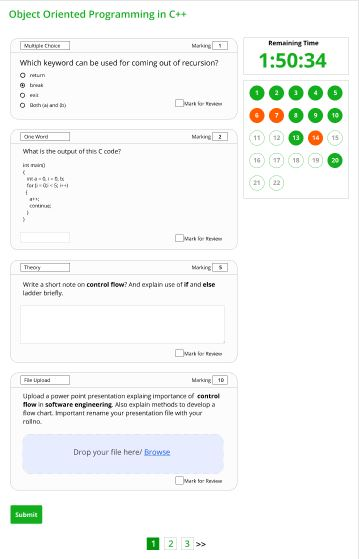 Object Oriented Programming in C++
Multiple Choice
Marking 1
Which keyword can be used for coming out of recursion?
return
break
exit
Both (a) and (b)
Mark for Review
One Word
Marking 2
What is the output of this C code?
int main()
{
int a = 0, i = 0, b;
for (i = 0;i < 5; i++)
{
a++;
continue;
}
}
Mark for Review
Theory
Marking 5
Write a short note on control flow? And explain use of if and else
ladder briefly.
Mark for Review
File Upload
Marking 10
Upload a power point presentation explaing importance of control
flow in software engineering. Also explain methods to develop a
flow chart. Important rename your presentation file with your
rollno.
Drop your file here/ Browse
Mark for Review
Submit
1 2 3 >>
Remaining Time
1:50:34
1 2 3 4 5
6 7 8 9 10
11 12 13 14 15
16 17 18 19 20
21 22